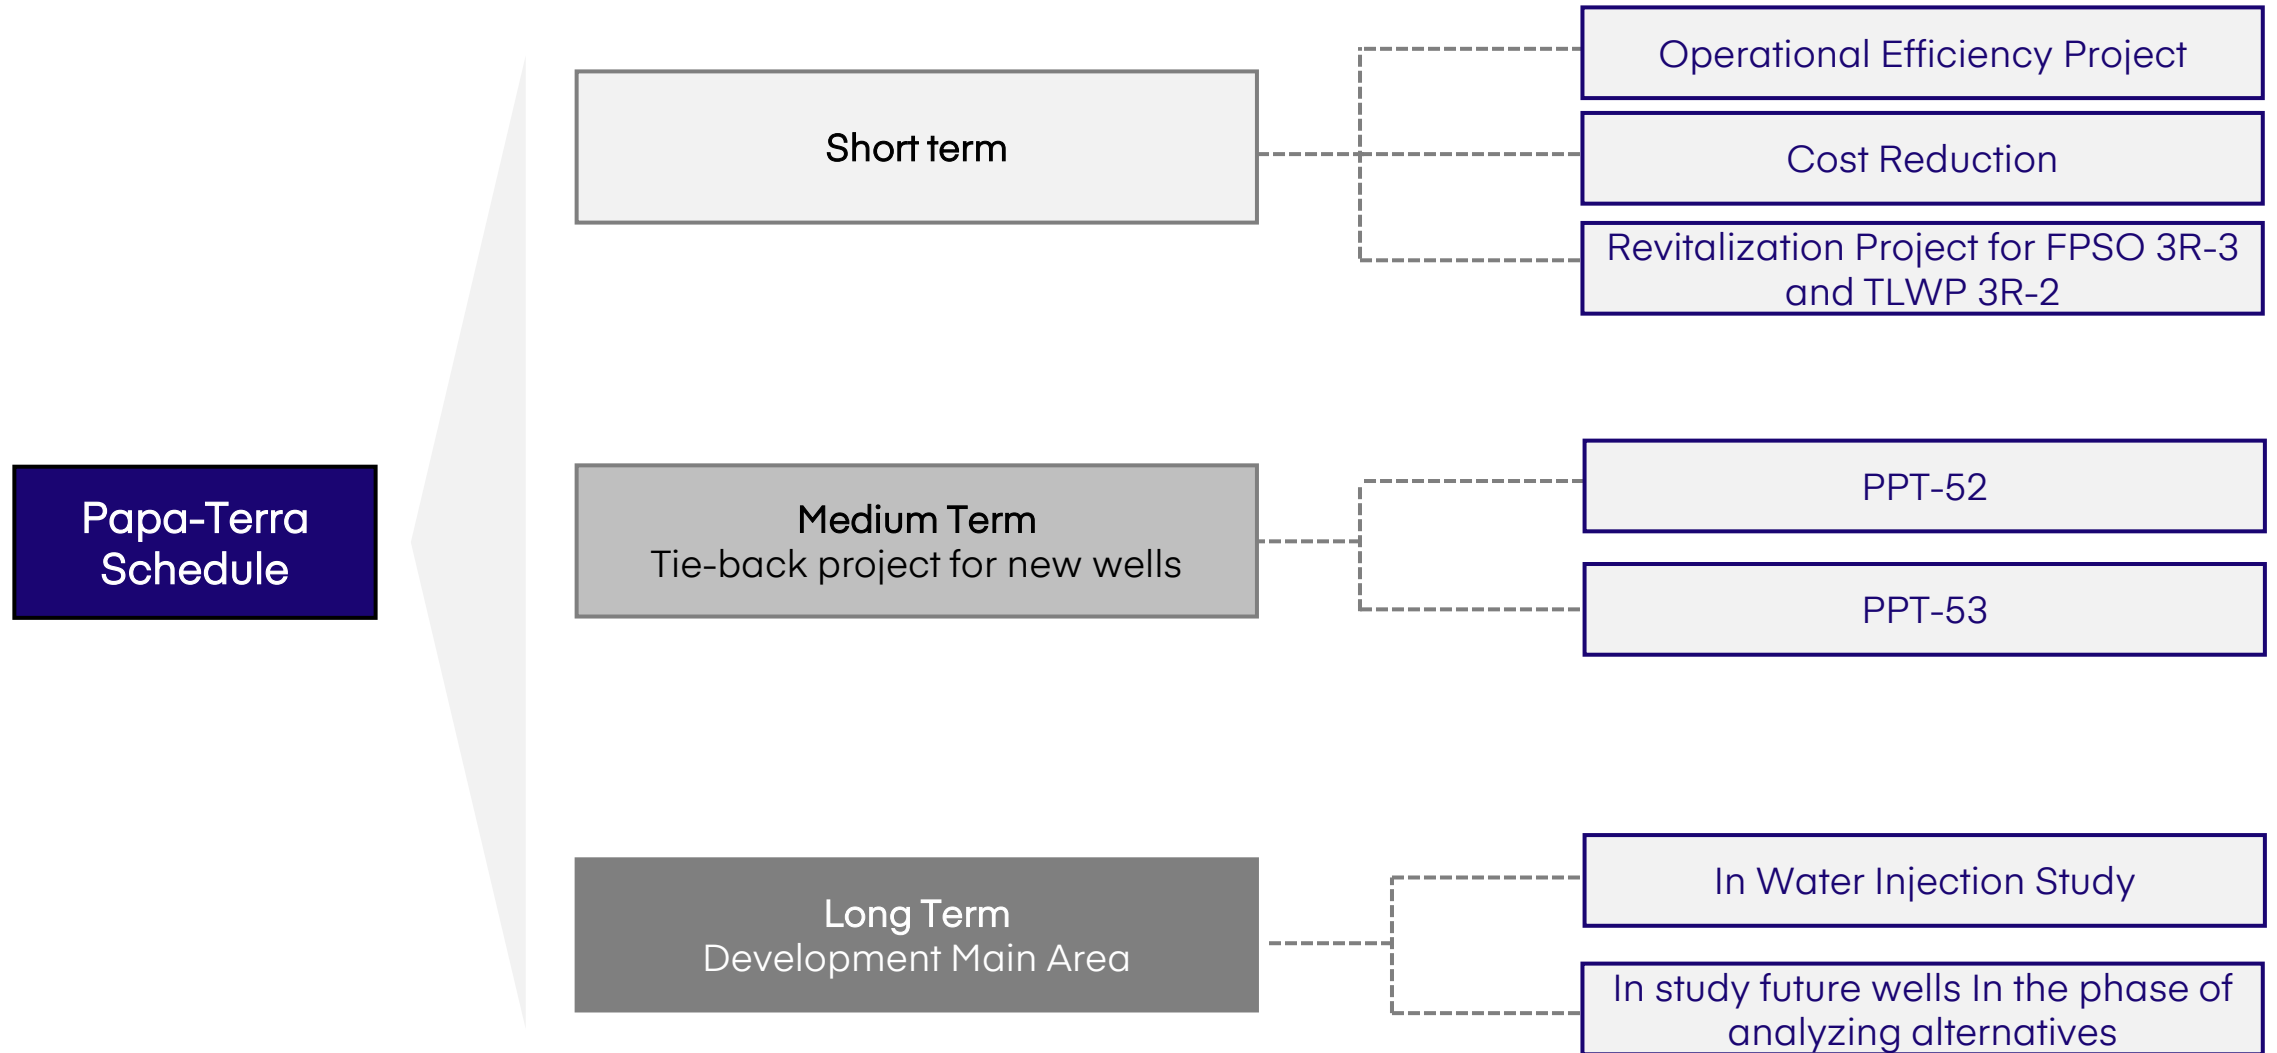 Papa-Terra
Schedule
Short term
Operational Efficiency Project
Cost Reduction
Revitalization Project for FPSO 3R-3
and TLWP 3R-2
Medium Term
Tie-back project for new wells
PPT-52
PPT-53
Long Term
Development Main Area
In Water Injection Study
In study future wells In the phase of
analyzing alternatives